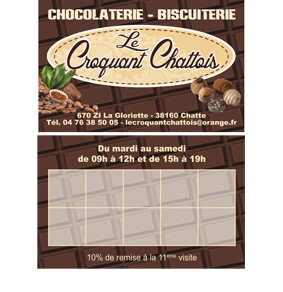 CHOCOLATERIE - BISCUITERIE
Le
Croquant Chattois
670 ZI La Gloriette - 38160 Chatte
Tél. 04 76 38 50 05 - lecroquantchattois@orange.fr
Du mardi au samedi
de 09h à 12h et de 15h à 19h
10% de remise à la 11ème visite